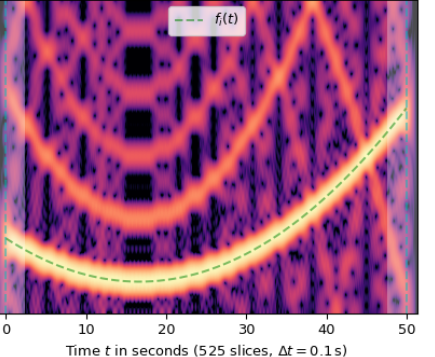 f_i(t)
0 10 20 30 40 50
Time t in seconds (525 slices, Δt = 0.1 s)